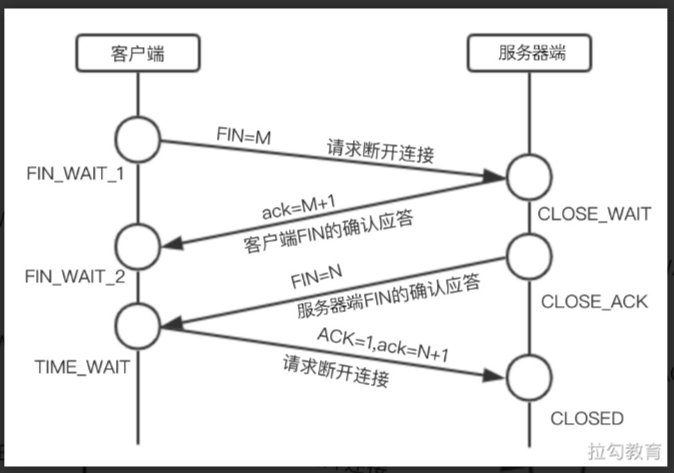 客户端
服务器端
FIN=M
请求断开连接
FIN_WAIT_1
ack=M+1
客户端FIN的确认应答
CLOSE_WAIT
FIN_WAIT_2
FIN=N
服务器端FIN的确认应答
CLOSE_ACK
ACK=1,ack=N+1
请求断开连接
TIME_WAIT
CLOSED
拉勾教育